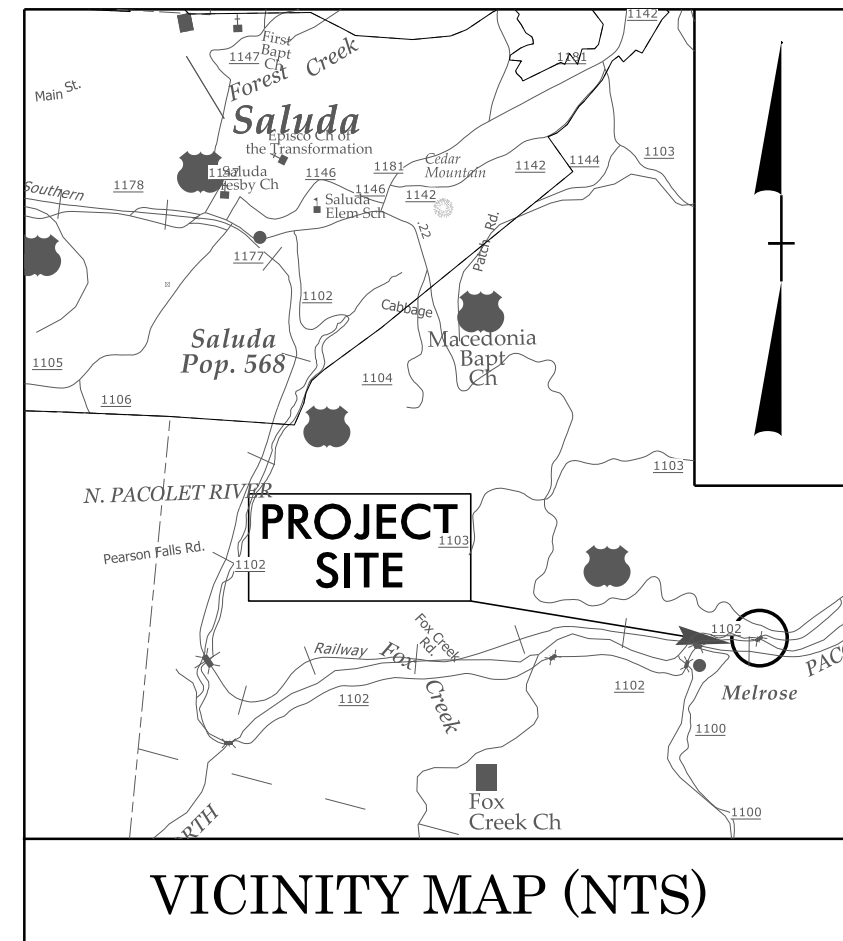 1142
First
Bapt
Ch
1147
Forest Creek
1181
Main St.
Saluda
Episco Ch of
the Transformation
1147
Saluda
esby Ch
1146
1181
Cedar
Mountain
1142
1144
1103
Southern
1178
1146
1142
Saluda
Elem Sch
.22
Patch Rd.
1177
1102
Cabbage
Saluda
Pop. 568
Macedonia
Bapt
Ch
1105
1104
1106
1103
N. PACOLET RIVER
PROJECT
SITE
1103
Pearson Falls Rd.
1102
Railway
Fox Creek
Fox Creek
Rd.
1102
1102
1102
PACO
Melrose
1100
RTH
Fox
Creek Ch
1100
VICINITY MAP (NTS)